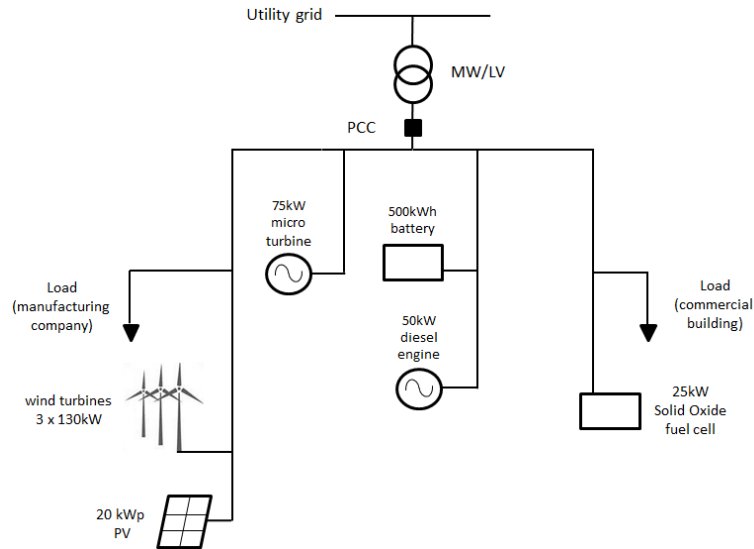 Utility grid
MW/LV
PCC
75kW
micro
turbine
500kWh
battery
Load
(manufacturing
company)
Load
(commercial
building)
50kW
diesel
engine
wind turbines
3 x 130kW
25kW
Solid Oxide
fuel cell
20 kWp
PV